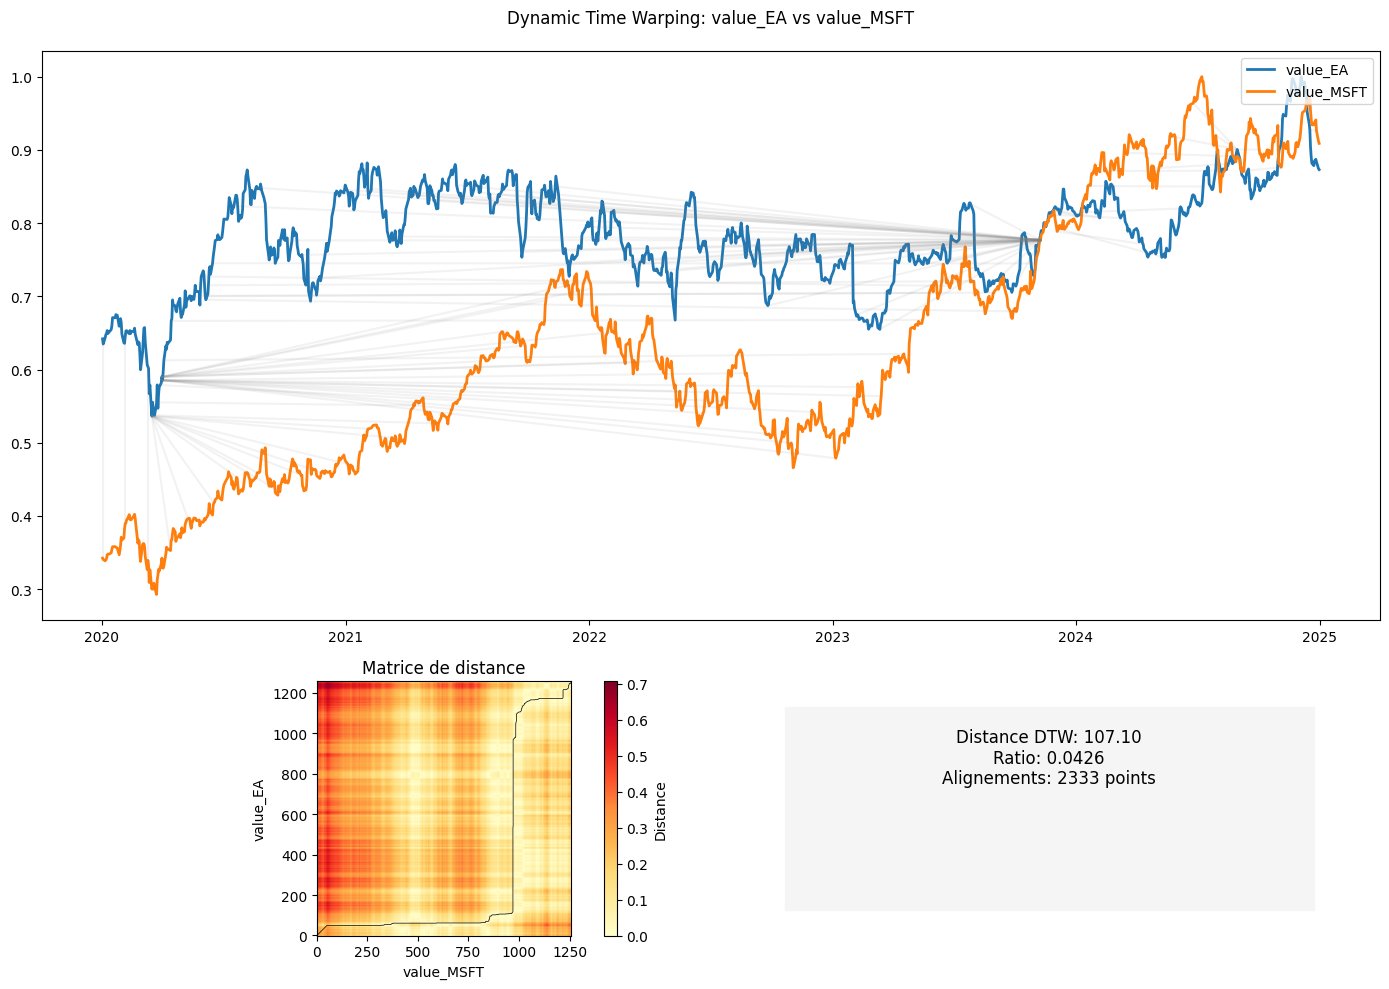 Dynamic Time Warping: value_EA vs value_MSFT
value_EA
value_MSFT
1.0
0.9
0.8
0.7
0.6
0.5
0.4
0.3
2020 2021 2022 2023 2024 2025
Matrice de distance
value_EA
1200
1000
800
600
400
200
0
0 250 500 750 1000 1250
value_MSFT
0.7
0.6
0.5
0.4
0.3
0.2
0.1
0.0
Distance
Distance DTW: 107.10
Ratio: 0.0426
Alignements: 2333 points